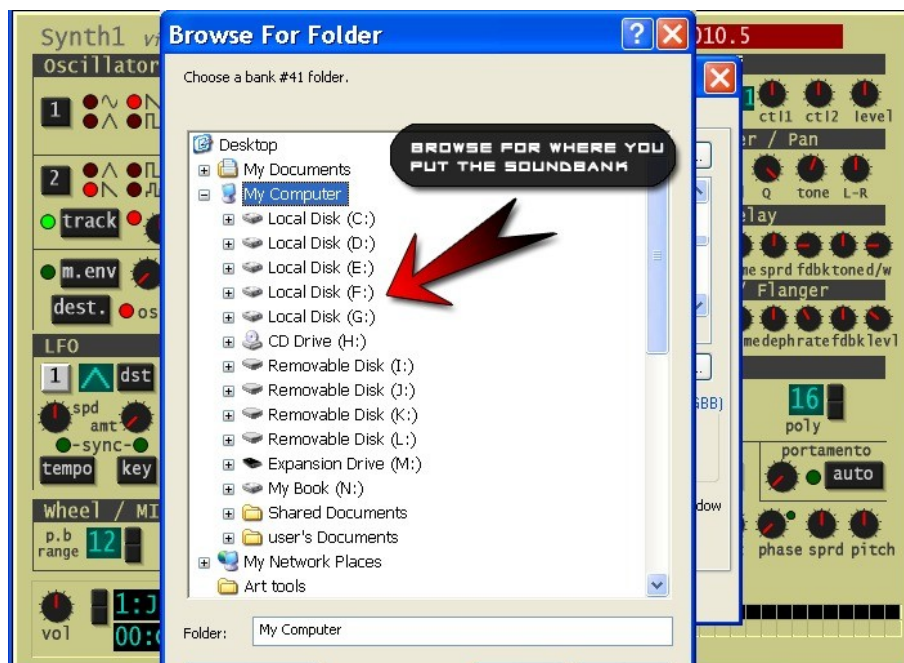 Synth1
Browse For Folder
010.5
Choose a bank #41 folder.
Oscillator
1
2
track
m.env
dest.
os
LFO
1
dst
spd
amt
sync
tempo
key
Wheel / MI
p.b
range
12
vol
1:J
00:
Desktop
My Documents
My Computer
Local Disk (C:)
Local Disk (D:)
Local Disk (E:)
Local Disk (F:)
Local Disk (G:)
CD Drive (H:)
Removable Disk (I:)
Removable Disk (J:)
Removable Disk (K:)
Removable Disk (L:)
Expansion Drive (M:)
My Book (N:)
Shared Documents
user's Documents
My Network Places
Art tools
Folder: My Computer
BROWSE FOR WHERE YOU
PUT THE SOUNDBANK
ctl1 ctl2 level
er / Pan
Q tone L-R
elay
me sprd fdbk tone d/w
/ Flanger
me deph rate fdbk levl
GBB)
16
poly
portamento
auto
dow
phase sprd pitch